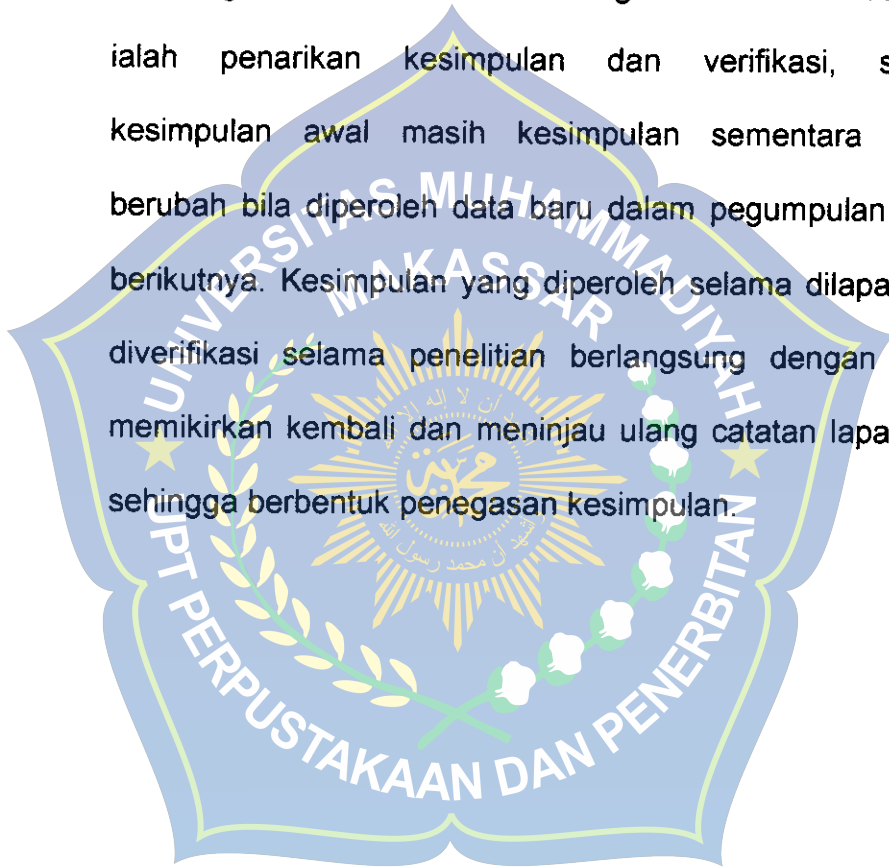 ialah penarikan kesimpulan dan verifikasi,
kesimpulan awal masih kesimpulan sementara
berubah bila diperoleh data baru dalam pegumpulan
berikutnya. Kesimpulan yang diperoleh selama
diverifikasi selama penelitian berlangsung dengan
memikirkan kembali dan meninjau ulang catatan
sehingga berbentuk penegasan kesimpulan.
UNIVERSITAS MUHAMMADIYAH
MAKASSAR
UPT PERPUSTAKAAN DAN PENERBITAN